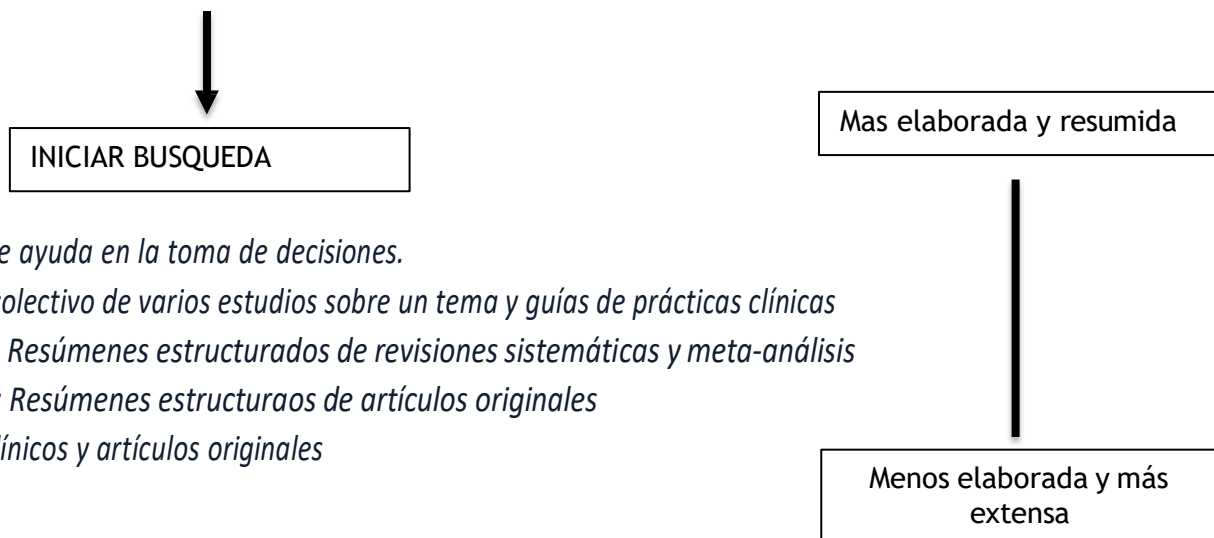 Mas elaborada y resumida
INICIAR BUSQUEDA
e ayuda en la toma de decisiones.
colectivo de varios estudios sobre un tema y guías de prácticas clínicas
Resúmenes estructurados de revisiones sistemáticas y meta-análisis
: Resúmenes estructuraos de artículos originales
línicos y artículos originales
Menos elaborada y más
extensa